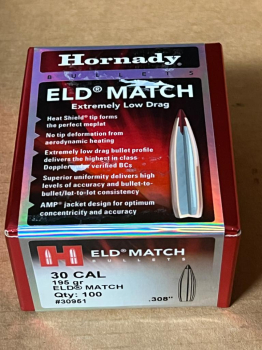 Hornady®
BULLETS
ELD® MATCH
Extremely Low Drag
Heat Shield® tip forms
the perfect meplat
No tip deformation from
aerodynamic heating
Extremely low drag bullet profile
delivers the highest in class
Doppler radar verified BCs
Superior uniformity delivers high
levels of accuracy and bullet-to-
bullet/lot-to-lot consistency
AMP® jacket design for optimum
concentricity and accuracy
H ELD® MATCH
BULLETS
30 CAL
195 gr
ELD® MATCH
Qty: 100
#30951
.308"